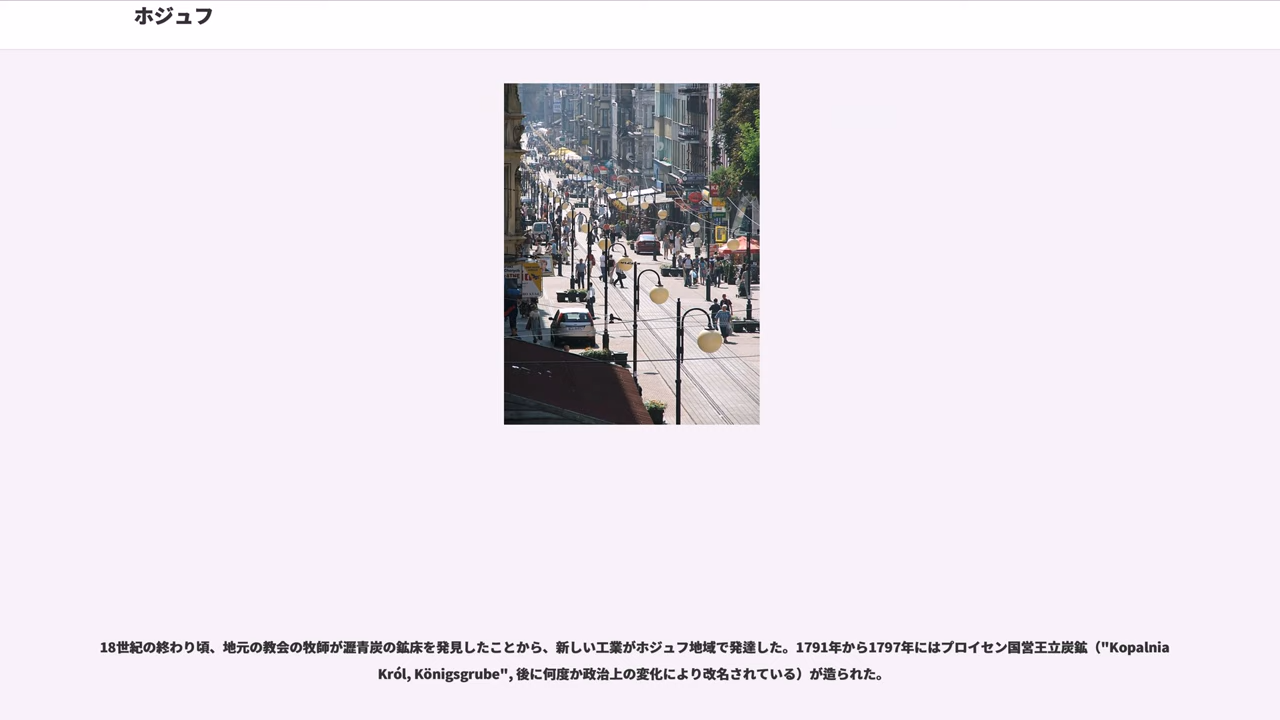 ホジュフ
18世紀の終わり頃、地元の教会の牧師が瀝青炭の鉱床を発見したことから、新しい工業がホジュフ地域で発達した。1791年から1797年にはプロイセン国営王立炭鉱（"Kopalnia
Król, Königsgrube", 後に何度か政治上の変化により改名されている）が造られた。